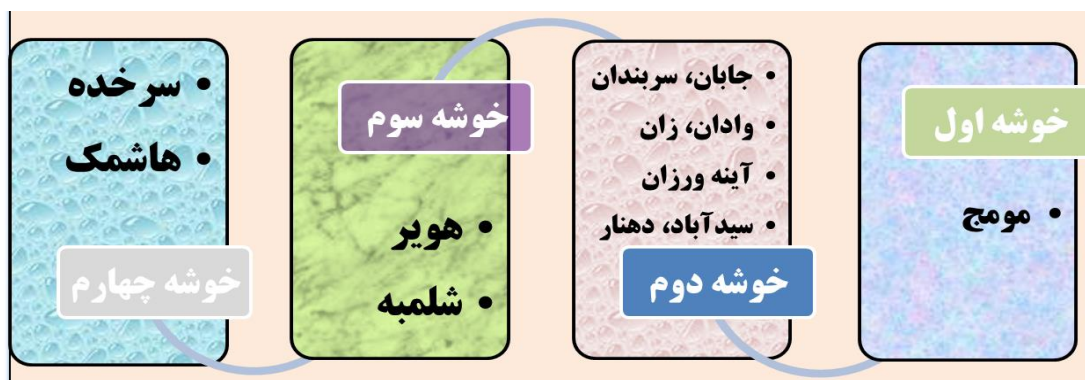 خوشه اول
• مومج
• جابان، سربندان
• وادان، زان
• آینه ورزان
• سیدآباد، دهنار
خوشه دوم
خوشه سوم
• هویر
• شلمبه
• سرخده
• هاشمک
خوشه چهارم